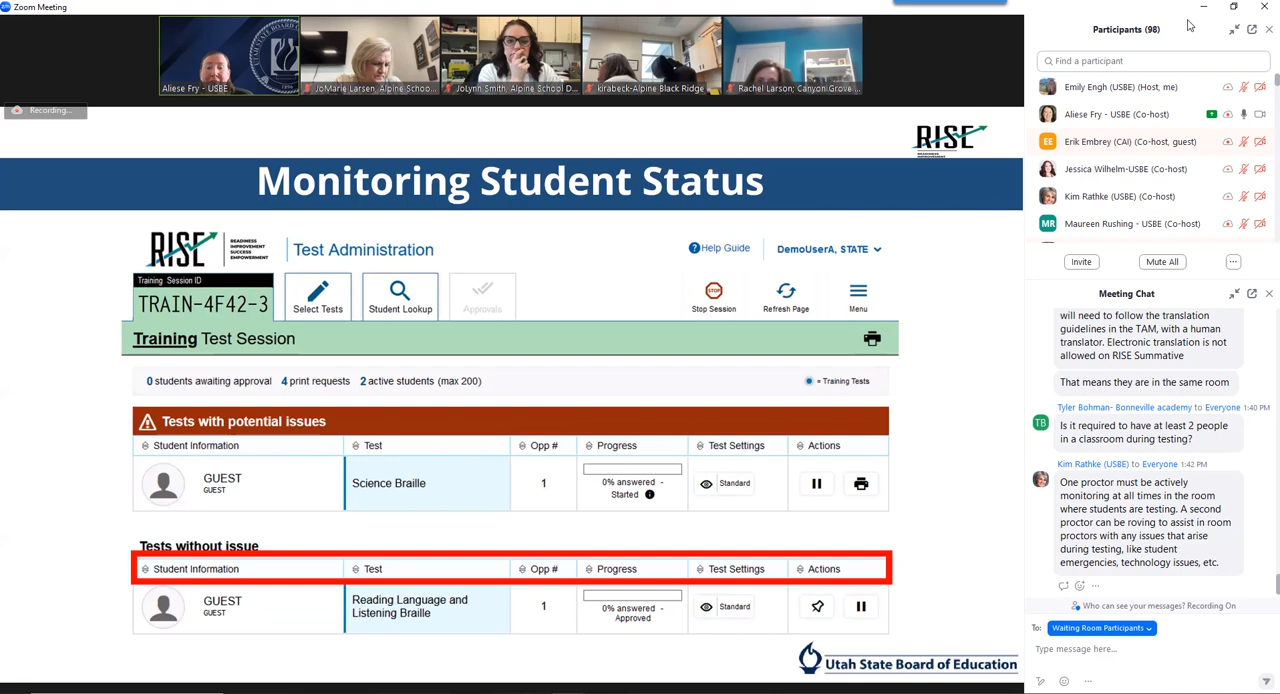 Zoom Meeting
Aliese Fry - USBE
JoMarie Larsen, Alpine Schoo...
JoLynn Smith, Alpine School D...
kirabeck-Alpine Black Ridge
Rachel Larson; Canyon Grove ...
Recording...
RISE
Monitoring Student Status
RISE
READINESS
IMPROVEMENT
SUCCESS
EMPOWERMENT
Test Administration
Help Guide
DemoUserA, STATE
Training Session ID
TRAIN-4F42-3
Select Tests
Student Lookup
Approvals
STOP
Stop Session
Refresh Page
Menu
Training Test Session
0 students awaiting approval 4 print requests 2 active students (max 200)
= Training Tests
Tests with potential issues
Student Information Test Opp # Progress Test Settings Actions
GUEST
GUEST
Science Braille
1
0% answered -
Started
Standard
Tests without issue
Student Information Test Opp # Progress Test Settings Actions
GUEST
GUEST
Reading Language and
Listening Braille
1
0% answered -
Approved
Standard
Utah State Board of Education
Participants (98)
Find a participant
Emily Engh (USBE) (Host, me)
Aliese Fry - USBE (Co-host)
EE
Erik Embrey (CAI) (Co-host, guest)
Jessica Wilhelm-USBE (Co-host)
Kim Rathke (USBE) (Co-host)
MR
Maureen Rushing - USBE (Co-host)
Invite
Mute All
...
Meeting Chat
will need to follow the translation
guidelines in the TAM, with a human
translator. Electronic translation is not
allowed on RISE Summative
That means they are in the same room
Tyler Bohman- Bonneville academy to Everyone 1:40 PM
TB
Is it required to have at least 2 people
in a classroom during testing?
Kim Rathke (USBE) to Everyone 1:42 PM
One proctor must be actively
monitoring at all times in the room
where students are testing. A second
proctor can be roving to assist in room
proctors with any issues that arise
during testing, like student
emergencies, technology issues, etc.
...
Who can see your messages? Recording On
To: Waiting Room Participants
Type message here...
...